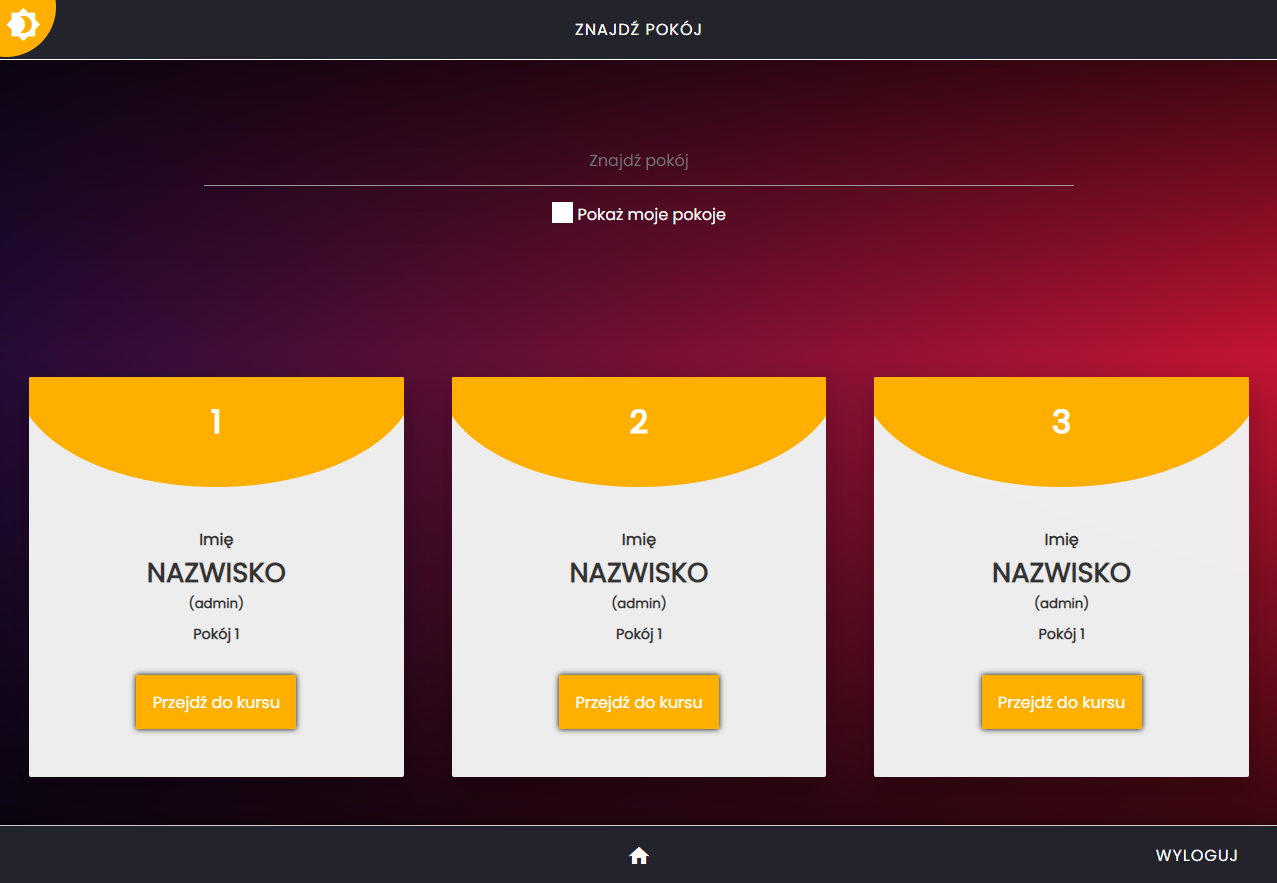 ZNAJDŹ POKÓJ
Znajdź pokój
Pokaż moje pokoje
1
Imię
NAZWISKO
(admin)
Pokój 1
Przejdź do kursu
2
Imię
NAZWISKO
(admin)
Pokój 1
Przejdź do kursu
3
Imię
NAZWISKO
(admin)
Pokój 1
Przejdź do kursu
WYLOGUJ